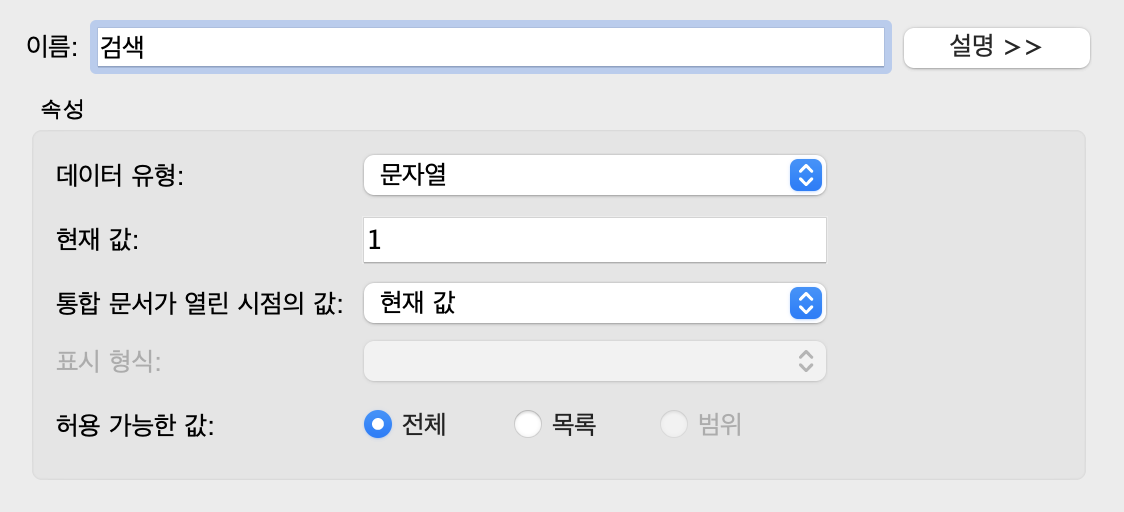 이름: 검색 설명 >>
속성
데이터 유형: 문자열
현재 값: 1
통합 문서가 열린 시점의 값: 현재 값
표시 형식:
허용 가능한 값: 전체 목록 범위